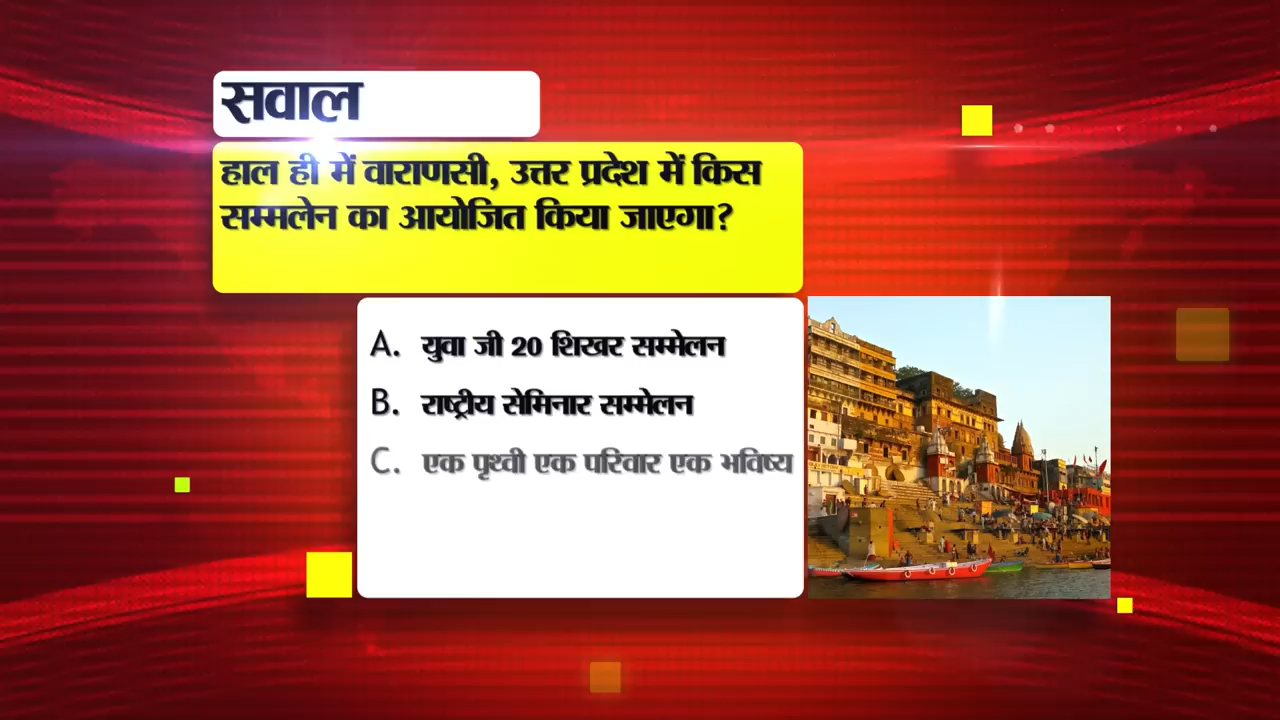 सवाल
हाल ही में वाराणसी, उत्तर प्रदेश में किस
सम्मलेन का आयोजित किया जाएगा?
A. युवा जी 20 शिखर सम्मेलन
B. राष्ट्रीय सेमिनार सम्मेलन
C. एक पृथ्वी एक परिवार एक भविष्य